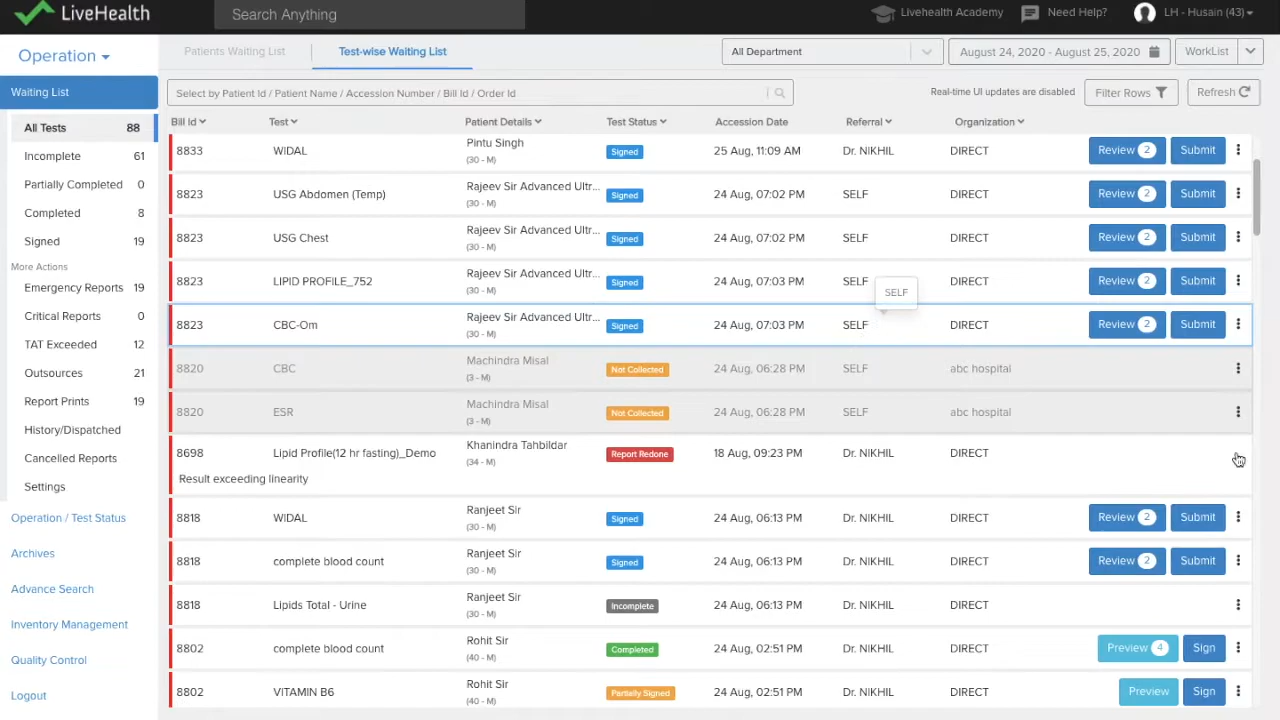 LiveHealth
Search Anything
Livehealth Academy
Need Help?
LH - Husain (43)
Operation
Patients Waiting List
Test-wise Waiting List
All Department
August 24, 2020 - August 25, 2020
WorkList
Waiting List
Select by Patient Id / Patient Name / Accession Number / Bill Id / Order Id
Real-time UI updates are disabled
Filter Rows
Refresh
All Tests 88
Incomplete 61
Partially Completed 0
Completed 8
Signed 19
More Actions
Emergency Reports 19
Critical Reports 0
TAT Exceeded 12
Outsources 21
Report Prints 19
History/Dispatched
Cancelled Reports
Settings
Operation / Test Status
Archives
Advance Search
Inventory Management
Quality Control
Logout
Bill Id Test Patient Details Test Status Accession Date Referral Organization
8833 WIDAL Pintu Singh Signed 25 Aug, 11:09 AM Dr. NIKHIL DIRECT Review 2 Submit
(30 - M)
8823 USG Abdomen (Temp) Rajeev Sir Advanced Ultr... Signed 24 Aug, 07:02 PM SELF DIRECT Review 2 Submit
(30 - M)
8823 USG Chest Rajeev Sir Advanced Ultr... Signed 24 Aug, 07:02 PM SELF DIRECT Review 2 Submit
(30 - M)
8823 LIPID PROFILE_752 Rajeev Sir Advanced Ultr... Signed 24 Aug, 07:03 PM SELF DIRECT Review 2 Submit
(30 - M)
SELF
8823 CBC-Om Rajeev Sir Advanced Ultr... Signed 24 Aug, 07:03 PM SELF DIRECT Review 2 Submit
(30 - M)
8820 CBC Machindra Misal Not Collected 24 Aug, 06:28 PM SELF abc hospital
(3 - M)
8820 ESR Machindra Misal Not Collected 24 Aug, 06:28 PM SELF abc hospital
(3 - M)
8698 Lipid Profile(12 hr fasting)_Demo Khanindra Tahbildar Report Redone 18 Aug, 09:23 PM Dr. NIKHIL DIRECT
(34 - M)
Result exceeding linearity
8818 WIDAL Ranjeet Sir Signed 24 Aug, 06:13 PM Dr. NIKHIL DIRECT Review 2 Submit
(30 - M)
8818 complete blood count Ranjeet Sir Signed 24 Aug, 06:13 PM Dr. NIKHIL DIRECT Review 2 Submit
(30 - M)
8818 Lipids Total - Urine Ranjeet Sir Incomplete 24 Aug, 06:13 PM Dr. NIKHIL DIRECT
(30 - M)
8802 complete blood count Rohit Sir Completed 24 Aug, 02:51 PM Dr. NIKHIL DIRECT Preview 4 Sign
(40 - M)
8802 VITAMIN B6 Rohit Sir Partially Signed 24 Aug, 02:51 PM Dr. NIKHIL DIRECT Preview Sign
(40 - M)